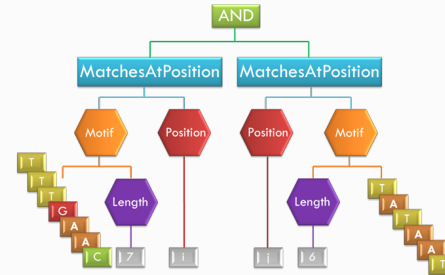 AND
MatchesAtPosition MatchesAtPosition
Motif Position Position Motif
T
T
T
G
A
A
C
Length
7
i
Length
6
T
A
T
A
A
T